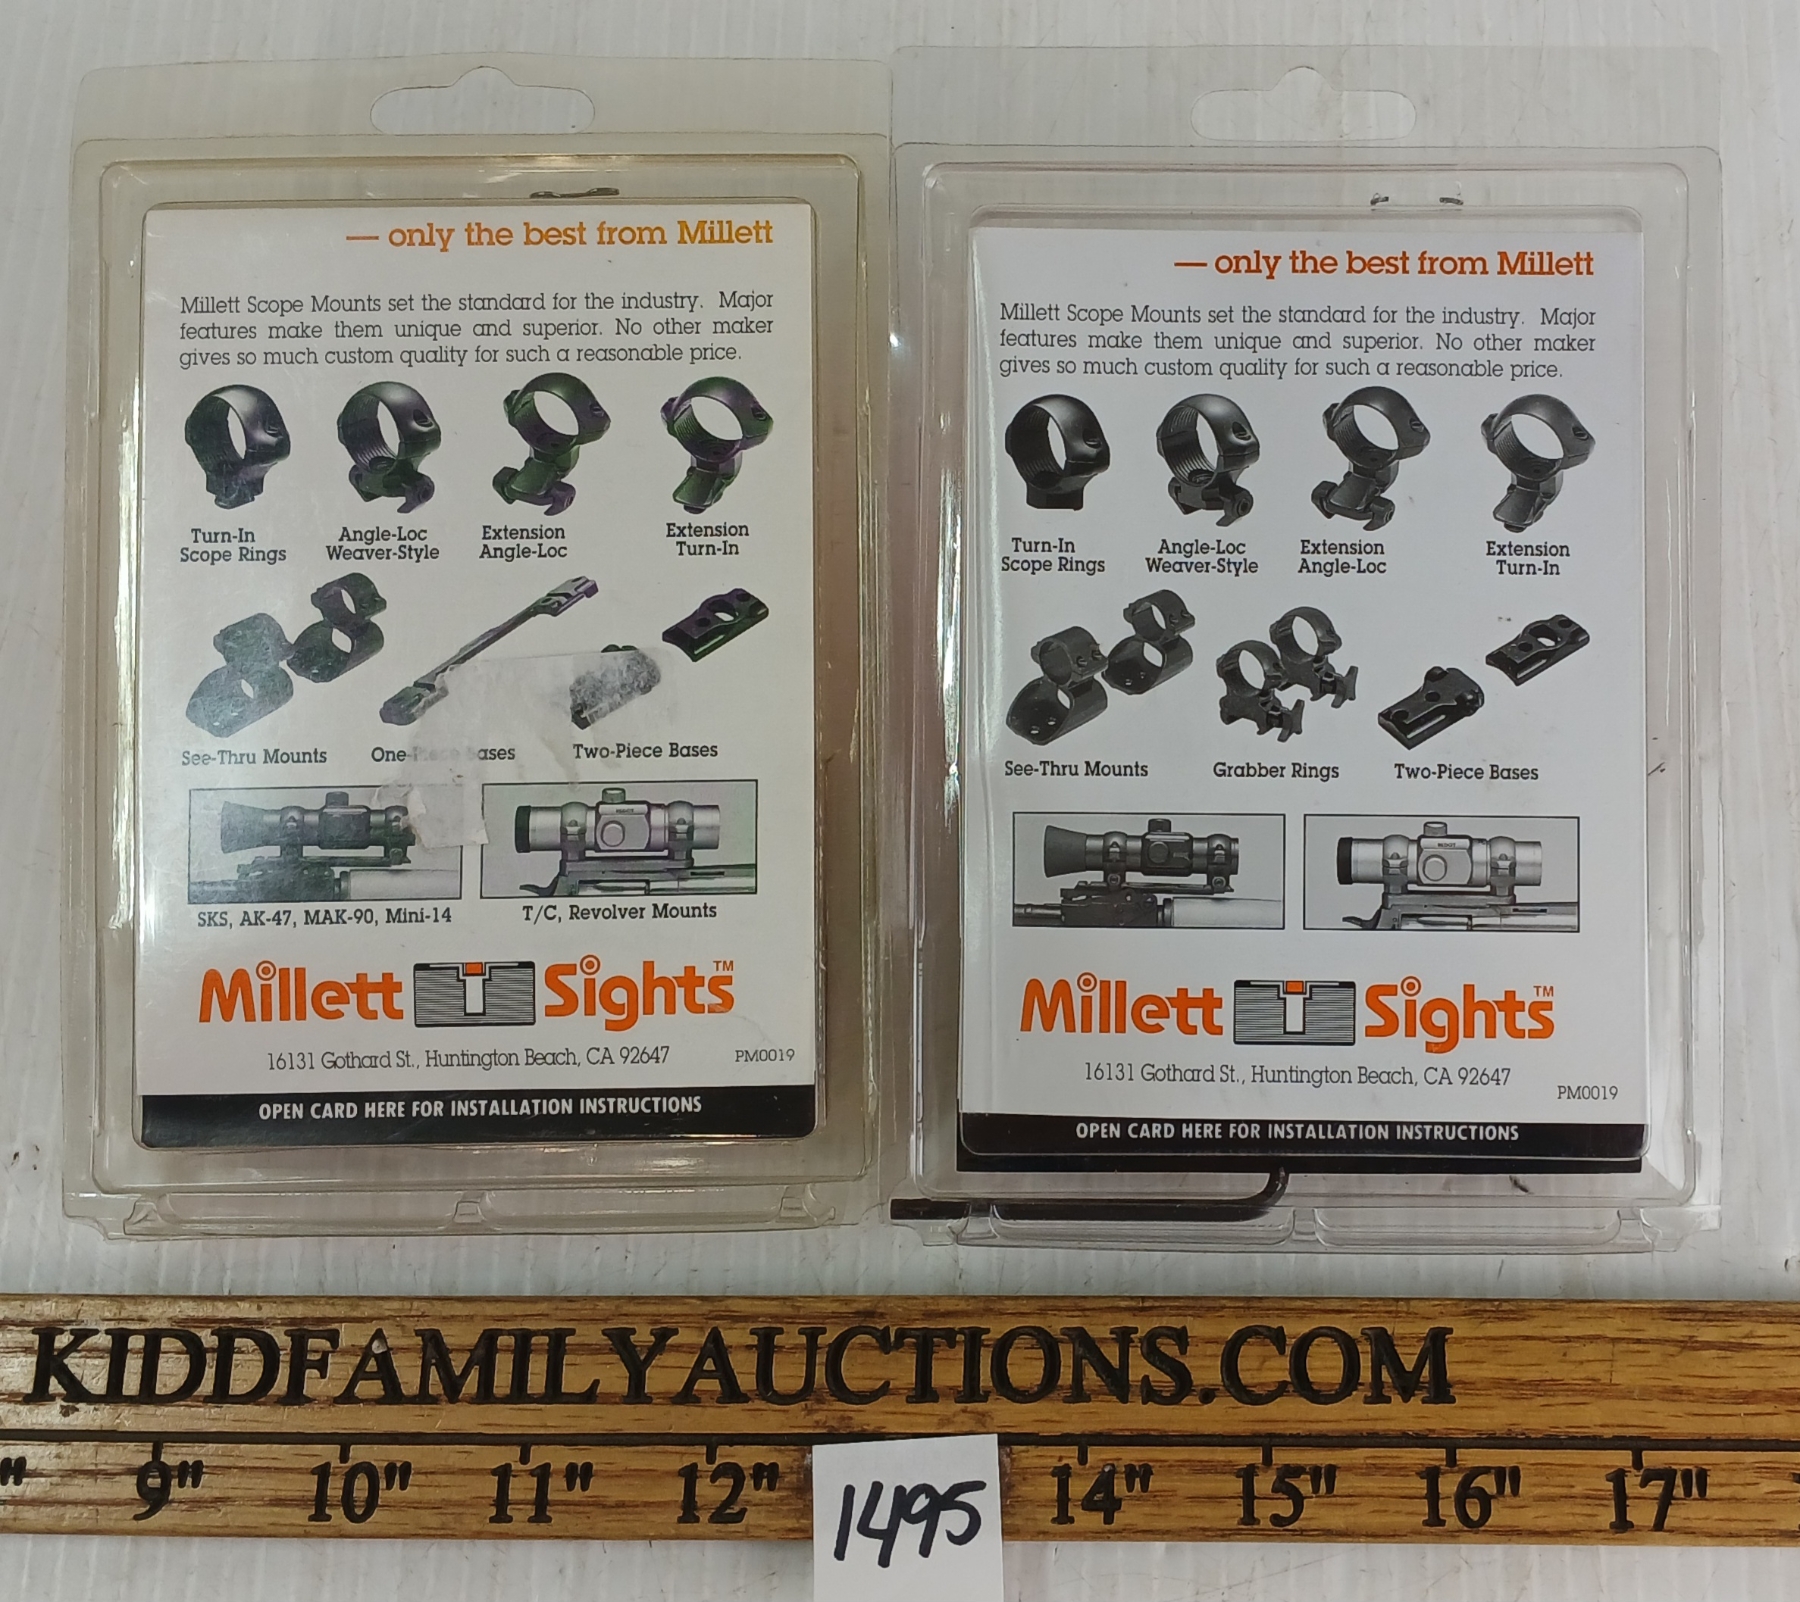 — only the best from Millett
Millett Scope Mounts set the standard for the industry. Major
features make them unique and superior. No other maker
gives so much custom quality for such a reasonable price.
Turn-In
Scope Rings
Angle-Loc
Weaver-Style
Extension
Angle-Loc
Extension
Turn-In
See-Thru Mounts
One-Piece Bases
Two-Piece Bases
SKS, AK-47, MAK-90, Mini-14
T/C, Revolver Mounts
Millett Sights™
16131 Gothard St., Huntington Beach, CA 92647
PM0019
OPEN CARD HERE FOR INSTALLATION INSTRUCTIONS
— only the best from Millett
Millett Scope Mounts set the standard for the industry. Major
features make them unique and superior. No other maker
gives so much custom quality for such a reasonable price.
Turn-In
Scope Rings
Angle-Loc
Weaver-Style
Extension
Angle-Loc
Extension
Turn-In
See-Thru Mounts
Grabber Rings
Two-Piece Bases
Millett Sights™
16131 Gothard St., Huntington Beach, CA 92647
PM0019
OPEN CARD HERE FOR INSTALLATION INSTRUCTIONS
KIDDFAMILYAUCTIONS.COM
9" 10" 11" 12" 14" 15" 16" 17"
1495